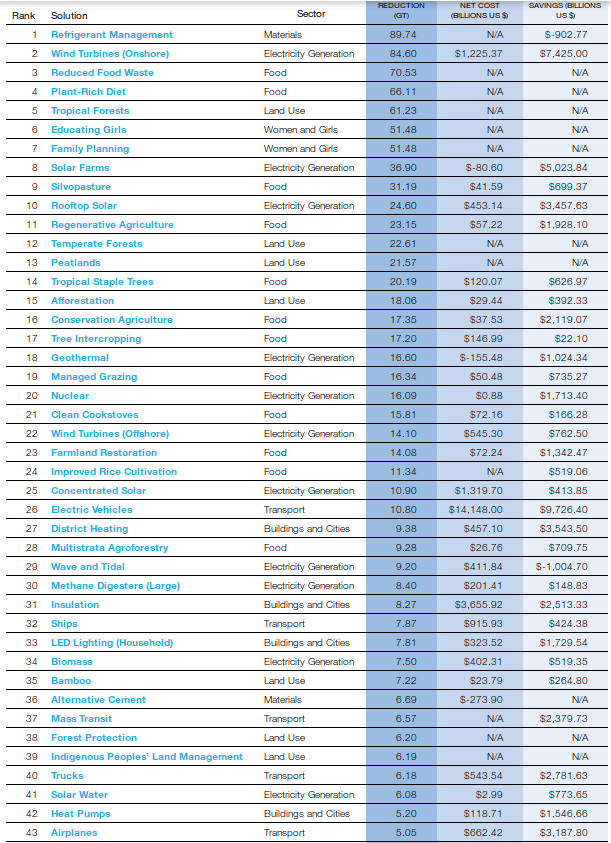 Rank Solution Sector REDUCTION (GT) NET COST (BILLIONS US $) SAVINGS (BILLIONS US $)
1 Refrigerant Management Materials 89.74 N/A $-902.77
2 Wind Turbines (Onshore) Electricity Generation 84.60 $1,225.37 $7,425.00
3 Reduced Food Waste Food 70.53 N/A N/A
4 Plant-Rich Diet Food 66.11 N/A N/A
5 Tropical Forests Land Use 61.23 N/A N/A
6 Educating Girls Women and Girls 51.48 N/A N/A
7 Family Planning Women and Girls 51.48 N/A N/A
8 Solar Farms Electricity Generation 36.90 $-80.60 $5,023.84
9 Silvopasture Food 31.19 $41.59 $699.37
10 Rooftop Solar Electricity Generation 24.60 $453.14 $3,457.63
11 Regenerative Agriculture Food 23.15 $57.22 $1,928.10
12 Temperate Forests Land Use 22.61 N/A N/A
13 Peatlands Land Use 21.57 N/A N/A
14 Tropical Staple Trees Food 20.19 $120.07 $626.97
15 Afforestation Land Use 18.06 $29.44 $392.33
16 Conservation Agriculture Food 17.35 $37.53 $2,119.07
17 Tree Intercropping Food 17.20 $146.99 $22.10
18 Geothermal Electricity Generation 16.60 $-155.48 $1,024.34
19 Managed Grazing Food 16.34 $50.48 $735.27
20 Nuclear Electricity Generation 16.09 $0.88 $1,713.40
21 Clean Cookstoves Food 15.81 $72.16 $166.28
22 Wind Turbines (Offshore) Electricity Generation 14.10 $545.30 $762.50
23 Farmland Restoration Food 14.08 $72.24 $1,342.47
24 Improved Rice Cultivation Food 11.34 N/A $519.06
25 Concentrated Solar Electricity Generation 10.90 $1,319.70 $413.85
26 Electric Vehicles Transport 10.80 $14,148.00 $9,726.40
27 District Heating Buildings and Cities 9.38 $457.10 $3,543.50
28 Multistrata Agroforestry Food 9.28 $26.76 $709.75
29 Wave and Tidal Electricity Generation 9.20 $411.84 $-1,004.70
30 Methane Digesters (Large) Electricity Generation 8.40 $201.41 $148.83
31 Insulation Buildings and Cities 8.27 $3,655.92 $2,513.33
32 Ships Transport 7.87 $915.93 $424.38
33 LED Lighting (Household) Buildings and Cities 7.81 $323.52 $1,729.54
34 Biomass Electricity Generation 7.50 $402.31 $519.35
35 Bamboo Land Use 7.22 $23.79 $264.80
36 Alternative Cement Materials 6.69 $-273.90 N/A
37 Mass Transit Transport 6.57 N/A $2,379.73
38 Forest Protection Land Use 6.20 N/A N/A
39 Indigenous Peoples' Land Management Land Use 6.19 N/A N/A
40 Trucks Transport 6.18 $543.54 $2,781.63
41 Solar Water Electricity Generation 6.08 $2.99 $773.65
42 Heat Pumps Buildings and Cities 5.20 $118.71 $1,546.66
43 Airplanes Transport 5.05 $662.42 $3,187.80